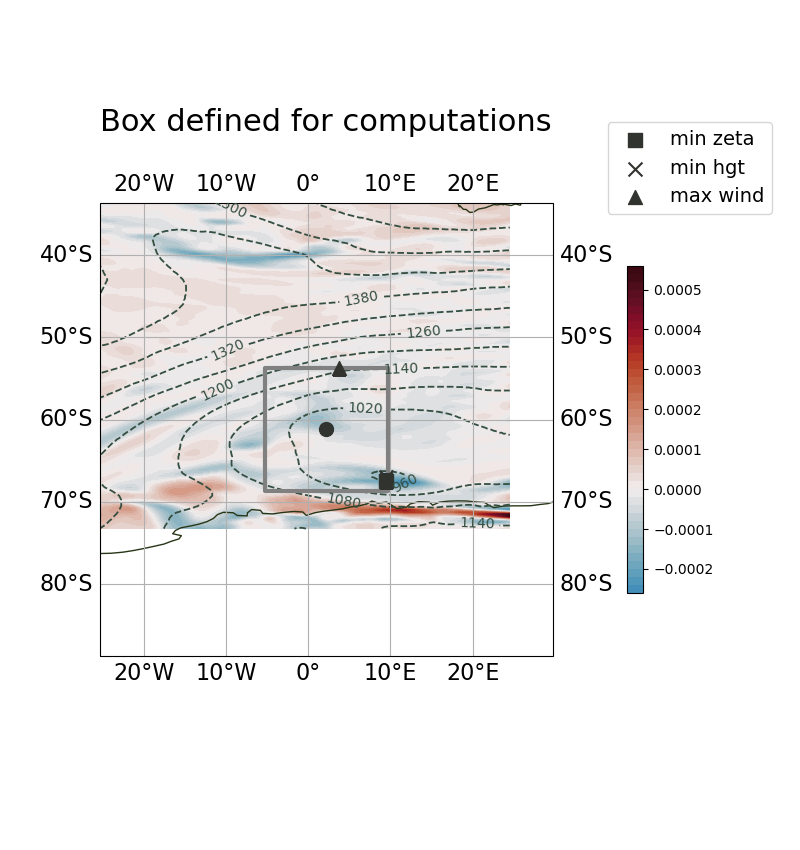 Box defined for computations
min zeta
min hgt
max wind
20°W 10°W 0° 10°E 20°E
40°S 40°S
50°S 50°S
60°S 60°S
70°S 70°S
80°S 80°S
20°W 10°W 0° 10°E 20°E
1380
1260
1320
1140
1200
1020
960
1080
1140
0.0005
0.0004
0.0003
0.0002
0.0001
0.0000
−0.0001
−0.0002